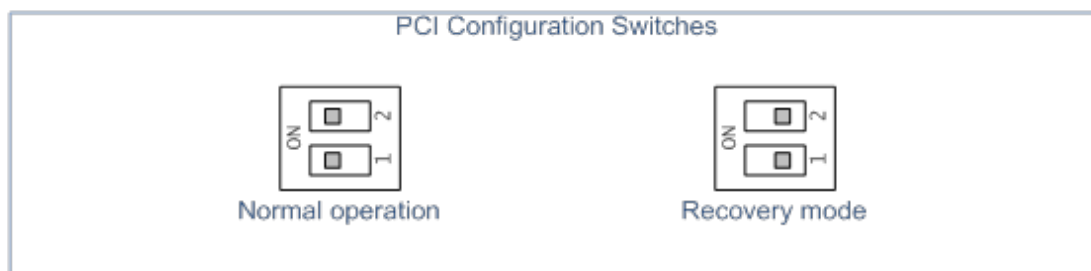 PCI Configuration Switches
ON
2
1
ON
2
1
Normal operation
Recovery mode